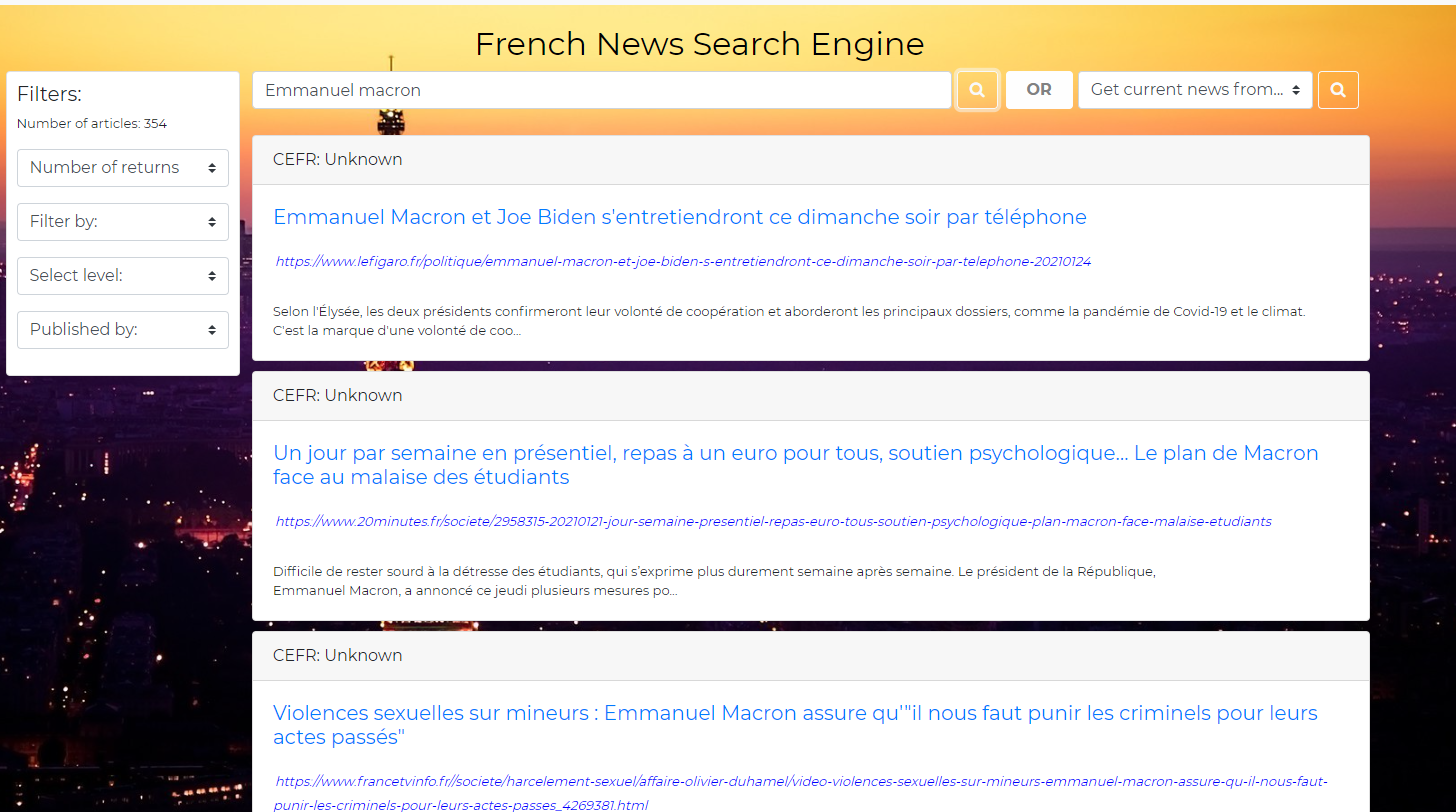 French News Search Engine
Filters:
Number of articles: 354
Number of returns
Filter by:
Select level:
Published by:
Emmanuel macron
OR
Get current news from...
CEFR: Unknown
Emmanuel Macron et Joe Biden s'entretiendront ce dimanche soir par téléphone
https://www.lefigaro.fr/politique/emmanuel-macron-et-joe-biden-s-entretiendront-ce-dimanche-soir-par-telephone-20210124
Selon l'Élysée, les deux présidents confirmeront leur volonté de coopération et aborderont les principaux dossiers, comme la pandémie de Covid-19 et le climat.
C'est la marque d'une volonté de coo...
CEFR: Unknown
Un jour par semaine en présentiel, repas à un euro pour tous, soutien psychologique... Le plan de Macron
face au malaise des étudiants
https://www.20minutes.fr/societe/2958315-20210121-jour-semaine-presentiel-repas-euro-tous-soutien-psychologique-plan-macron-face-malaise-etudiants
Difficile de rester sourd à la détresse des étudiants, qui s’exprime plus durement semaine après semaine. Le président de la République,
Emmanuel Macron, a annoncé ce jeudi plusieurs mesures po...
CEFR: Unknown
Violences sexuelles sur mineurs : Emmanuel Macron assure qu'"il nous faut punir les criminels pour leurs
actes passés"
https://www.francetvinfo.fr//societe/harcelement-sexuel/affaire-olivier-duhamel/video-violences-sexuelles-sur-mineurs-emmanuel-macron-assure-qu-il-nous-faut-
punir-les-criminels-pour-leurs-actes-passes_4269381.html